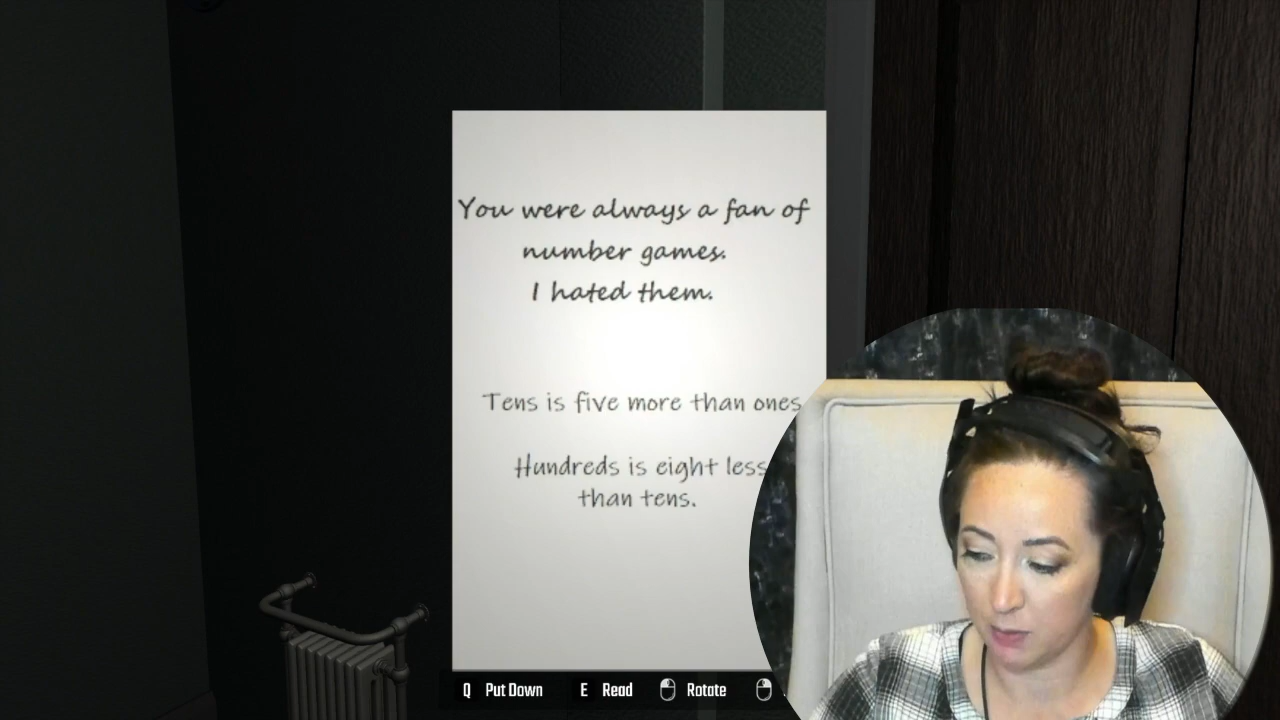 You were always a fan of
number games.
I hated them.
Tens is five more than ones
Hundreds is eight less
than tens.
Q Put Down E Read Rotate